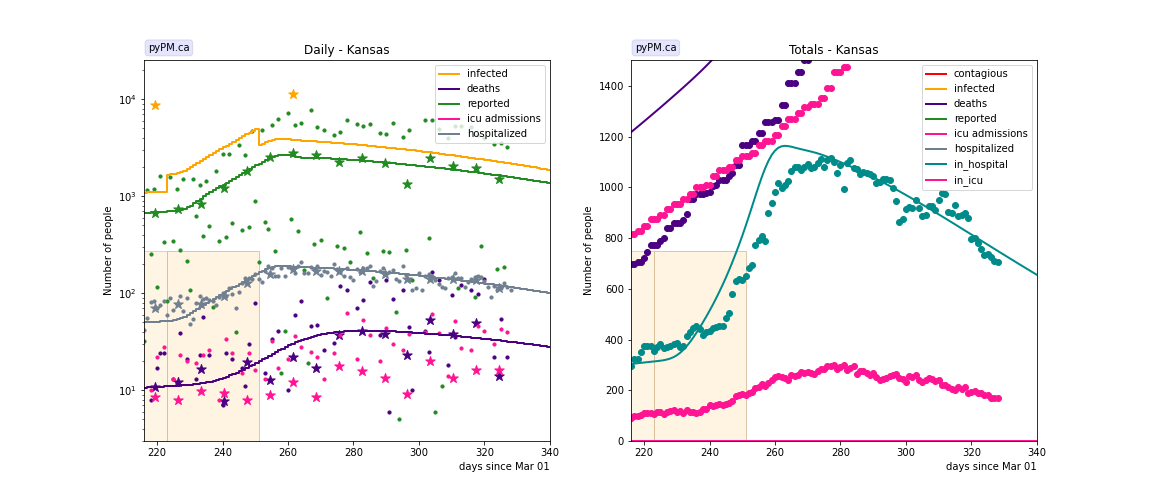 pyPM.ca
Daily - Kansas
infected
deaths
reported
icu admissions
hospitalized
Number of people
10⁴
10³
10²
10¹
220 240 260 280 300 320 340
days since Mar 01
pyPM.ca
Totals - Kansas
contagious
infected
deaths
reported
icu admissions
hospitalized
in_hospital
in_icu
Number of people
1400
1200
1000
800
600
400
200
0
220 240 260 280 300 320 340
days since Mar 01